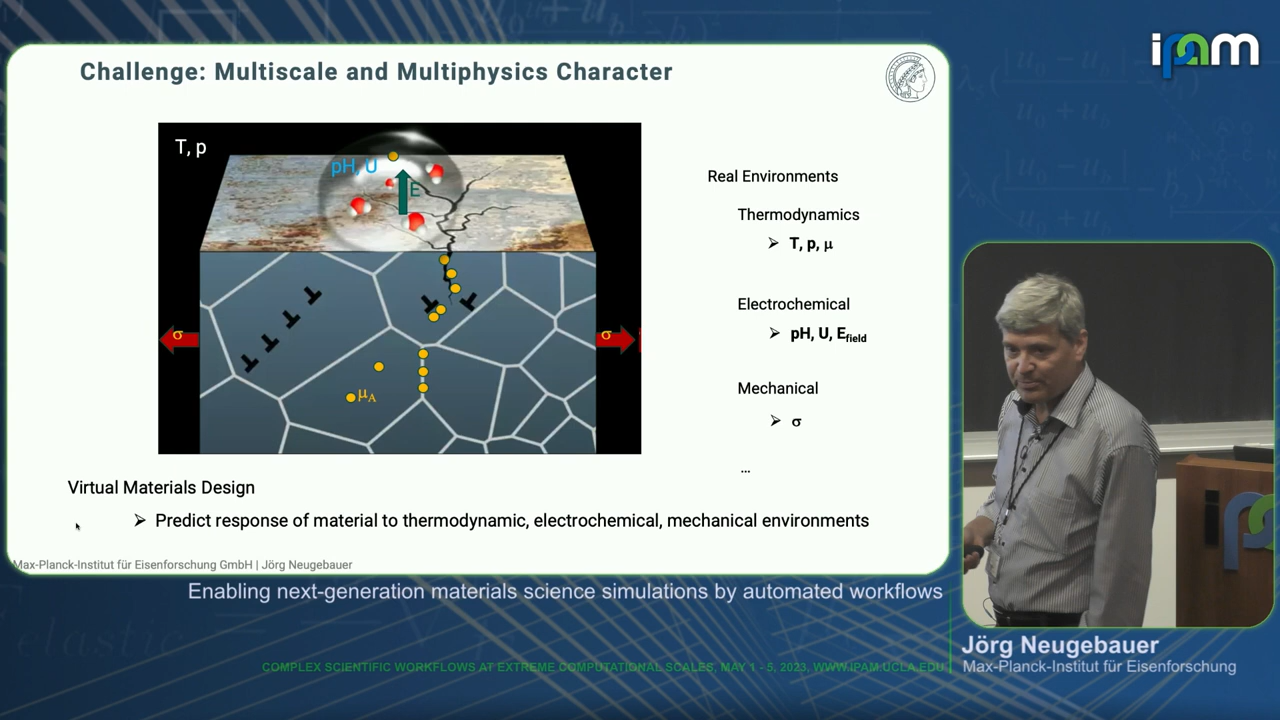 ipam
Challenge: Multiscale and Multiphysics Character
T, p
pH, U
E
σ
σ
μA
Real Environments
Thermodynamics
➢ T, p, μ
Electrochemical
➢ pH, U, Efield
Mechanical
➢ σ
...
Virtual Materials Design
➢ Predict response of material to thermodynamic, electrochemical, mechanical environments
Max-Planck-Institut für Eisenforschung GmbH | Jörg Neugebauer
Enabling next-generation materials science simulations by automated workflows
Jörg Neugebauer
Max-Planck-Institut für Eisenforschung
COMPLEX SCIENTIFIC WORKFLOWS AT EXTREME COMPUTATIONAL SCALES, MAY 1 - 5, 2023, WWW.IPAM.UCLA.EDU